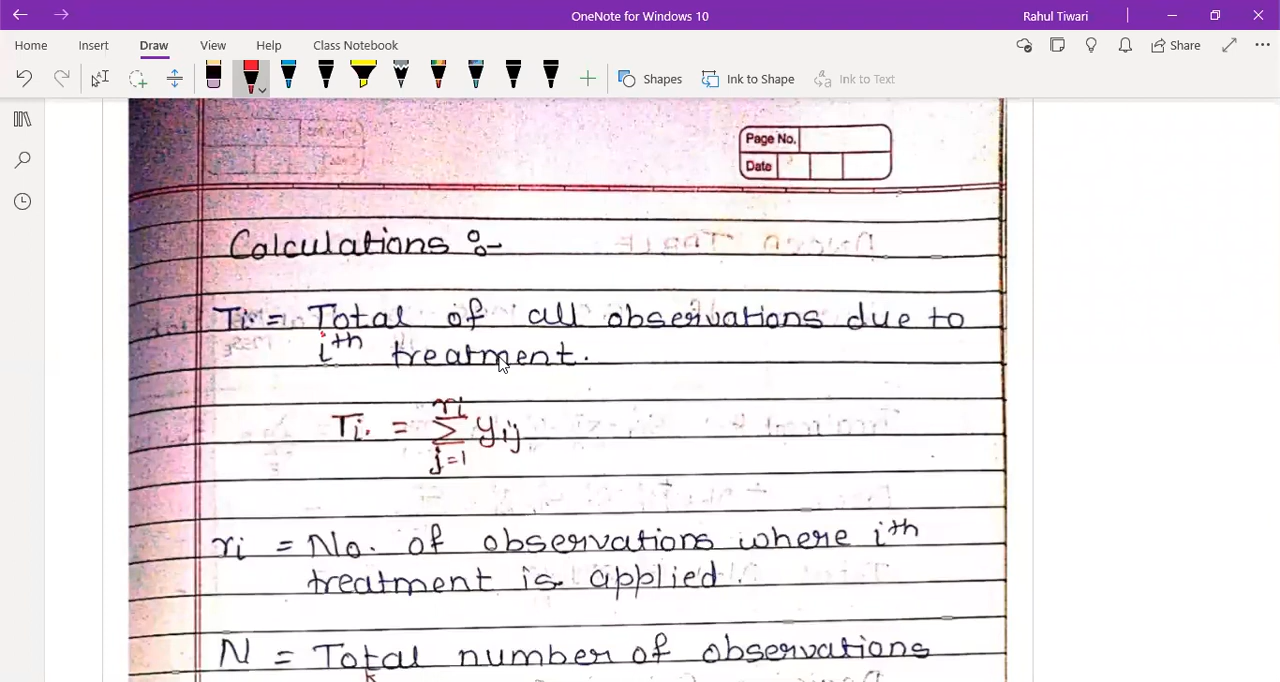 OneNote for Windows 10
Rahul Tiwari
Home Insert Draw View Help Class Notebook
Share
Shapes Ink to Shape Ink to Text
Page No.
Date
Calculations :-
Ti. = Total of all observations due to
ith treatment.
Ti. = ri Σ j=1 yij
ri = No. of observations where ith
treatment is applied.
N = Total number of observations